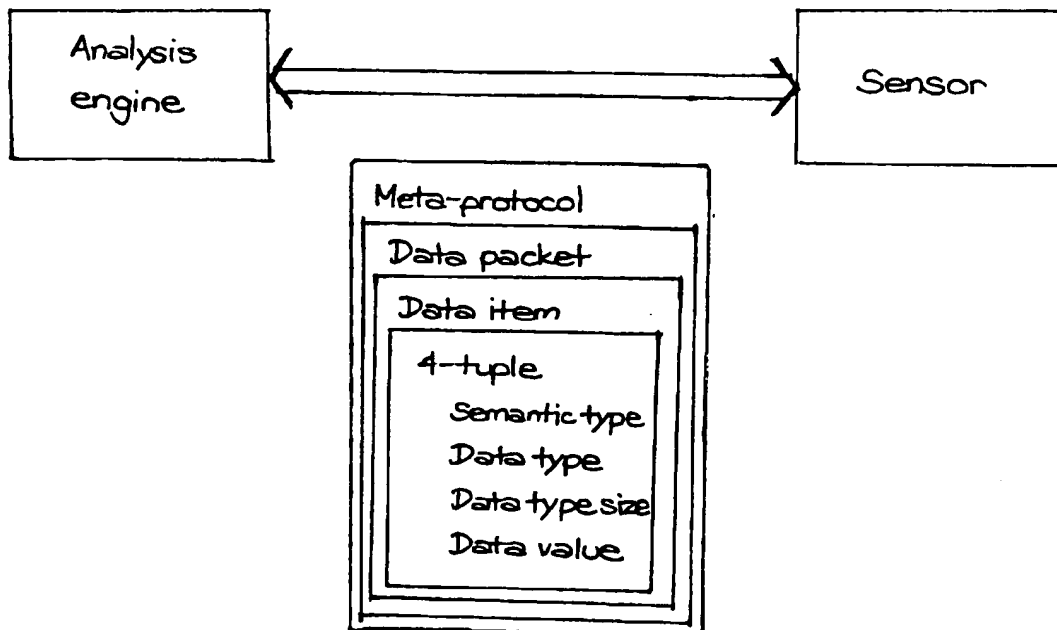 Analysis
engine
Sensor
Meta-protocol
Data packet
Data item
4-tuple
Semantic type
Data type
Data type size
Data value